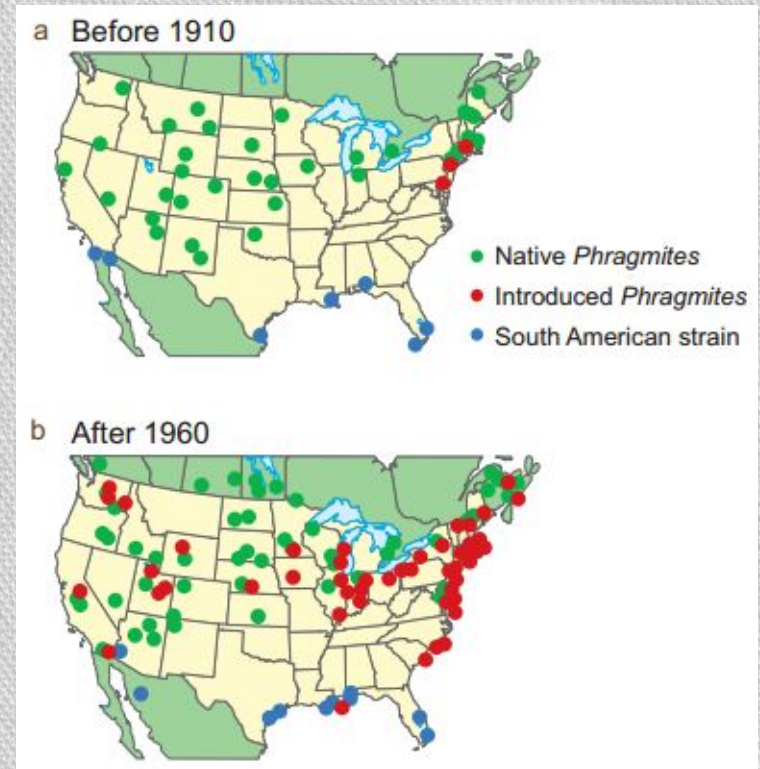 a Before 1910
Native Phragmites
Introduced Phragmites
South American strain
b After 1960